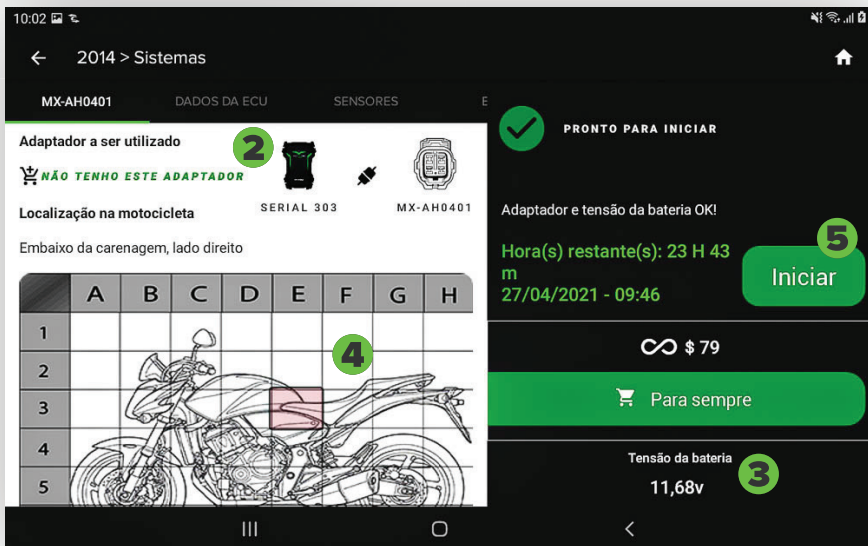 10:02
2014 > Sistemas
MX-AH0401 DADOS DA ECU SENSORES E
Adaptador a ser utilizado
2
NÃO TENHO ESTE ADAPTADOR
SERIAL 303 MX-AH0401
Localização na motocicleta
Embaixo da carenagem, lado direito
A B C D E F G H
1
2
3
4
5
4
PRONTO PARA INICIAR
Adaptador e tensão da bateria OK!
Hora(s) restante(s): 23 H 43
m
27/04/2021 - 09:46
5
Iniciar
$ 79
Para sempre
Tensão da bateria
3
11,68v